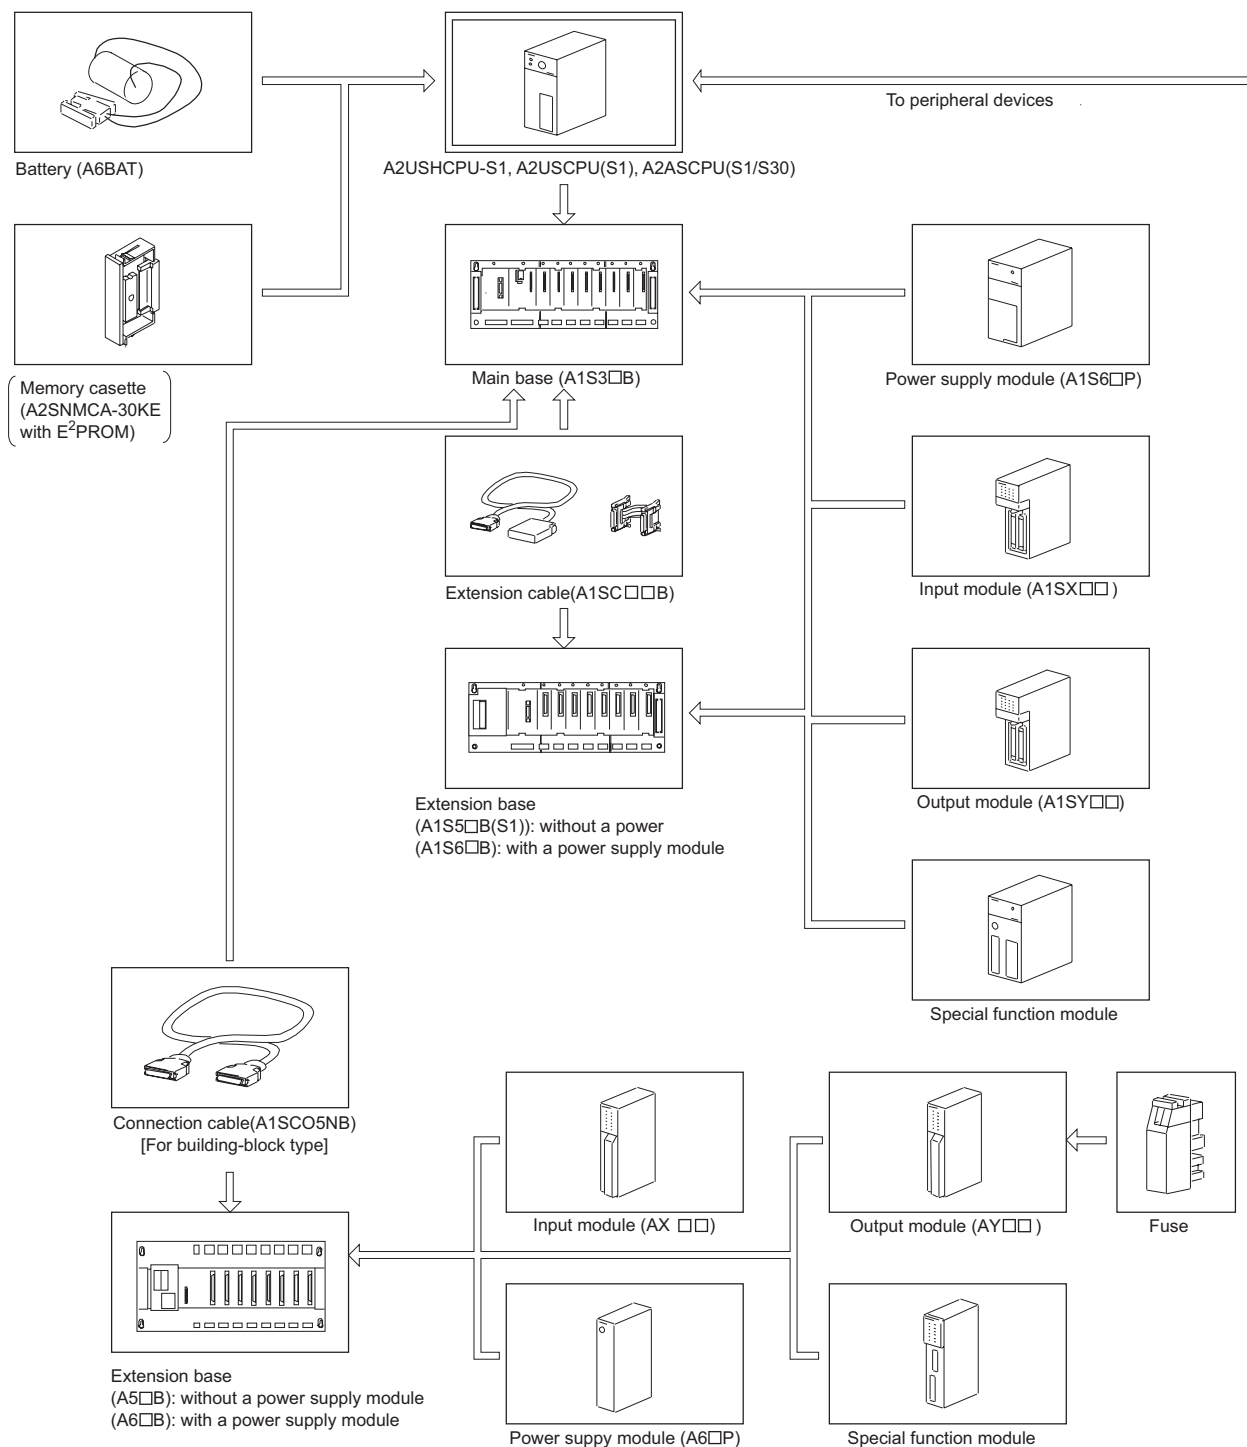 To peripheral devices
Battery (A6BAT)
A2USHCPU-S1, A2USCPU(S1), A2ASCPU(S1/S30)
Memory casette
(A2SNMCA-30KE
with E²PROM)
Main base (A1S3□B)
Power supply module (A1S6□P)
Extension cable(A1SC□□B)
Input module (A1SX□□ )
Extension base
(A1S5□B(S1)): without a power
(A1S6□B): with a power supply module
Output module (A1SY□□)
Special function module
Connection cable(A1SCO5NB)
[For building-block type]
Input module (AX □□)
Output module (AY□□ )
Fuse
Extension base
(A5□B): without a power supply module
(A6□B): with a power supply module
Power suppy module (A6□P)
Special function module